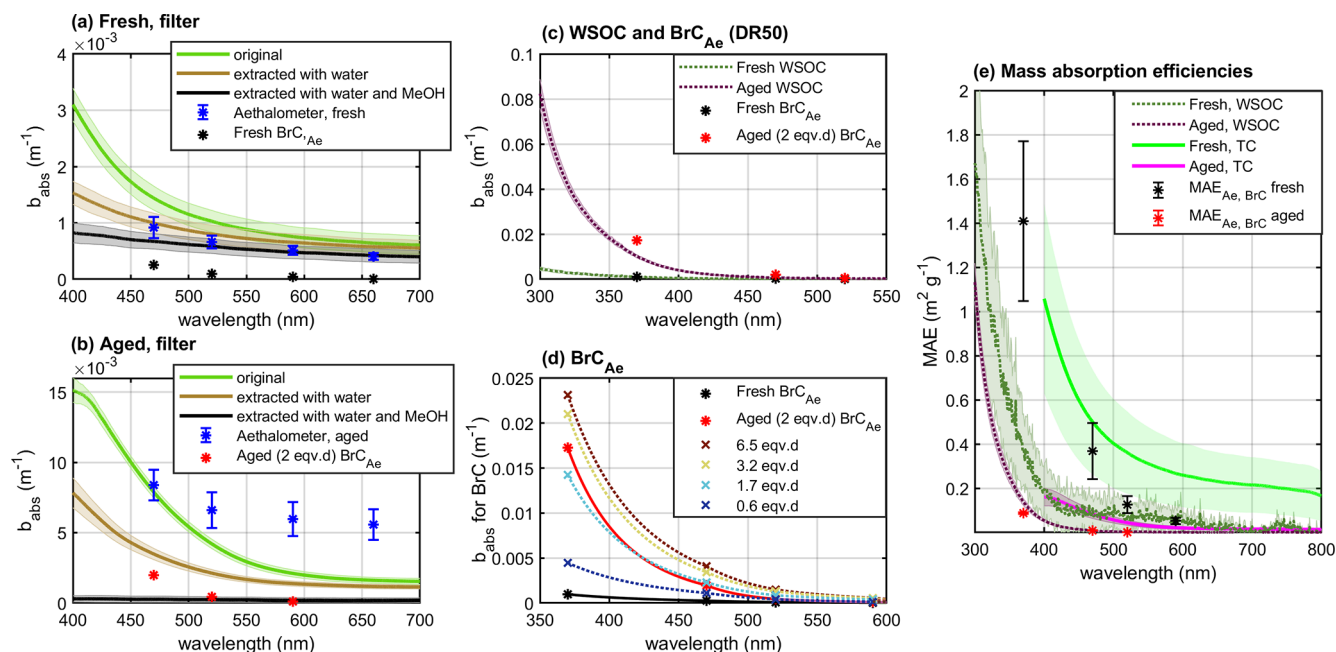 (a) Fresh, filter
×10⁻³
4
3
2
1
0
b_abs (m⁻¹)
original
extracted with water
extracted with water and MeOH
Aethalometer, fresh
Fresh BrC,_Ae
400 450 500 550 600 650 700
wavelength (nm)
(b) Aged, filter
×10⁻³
15
10
5
0
b_abs (m⁻¹)
original
extracted with water
extracted with water and MeOH
Aethalometer, aged
Aged (2 eqv.d) BrC_Ae
400 450 500 550 600 650 700
wavelength (nm)
(c) WSOC and BrC_Ae (DR50)
0.1
0.08
0.06
0.04
0.02
0
b_abs (m⁻¹)
Fresh WSOC
Aged WSOC
Fresh BrC_Ae
Aged (2 eqv.d) BrC_Ae
300 350 400 450 500 550
wavelength (nm)
(d) BrC_Ae
0.025
0.02
0.015
0.01
0.005
0
b_abs for BrC (m⁻¹)
Fresh BrC_Ae
Aged (2 eqv.d) BrC_Ae
6.5 eqv.d
3.2 eqv.d
1.7 eqv.d
0.6 eqv.d
350 400 450 500 550 600
wavelength (nm)
(e) Mass absorption efficiencies
2
1.8
1.6
1.4
1.2
1
0.8
0.6
0.4
0.2
MAE (m² g⁻¹)
Fresh, WSOC
Aged, WSOC
Fresh, TC
Aged, TC
MAE_Ae, BrC fresh
MAE_Ae, BrC aged
300 400 500 600 700 800
wavelength (nm)